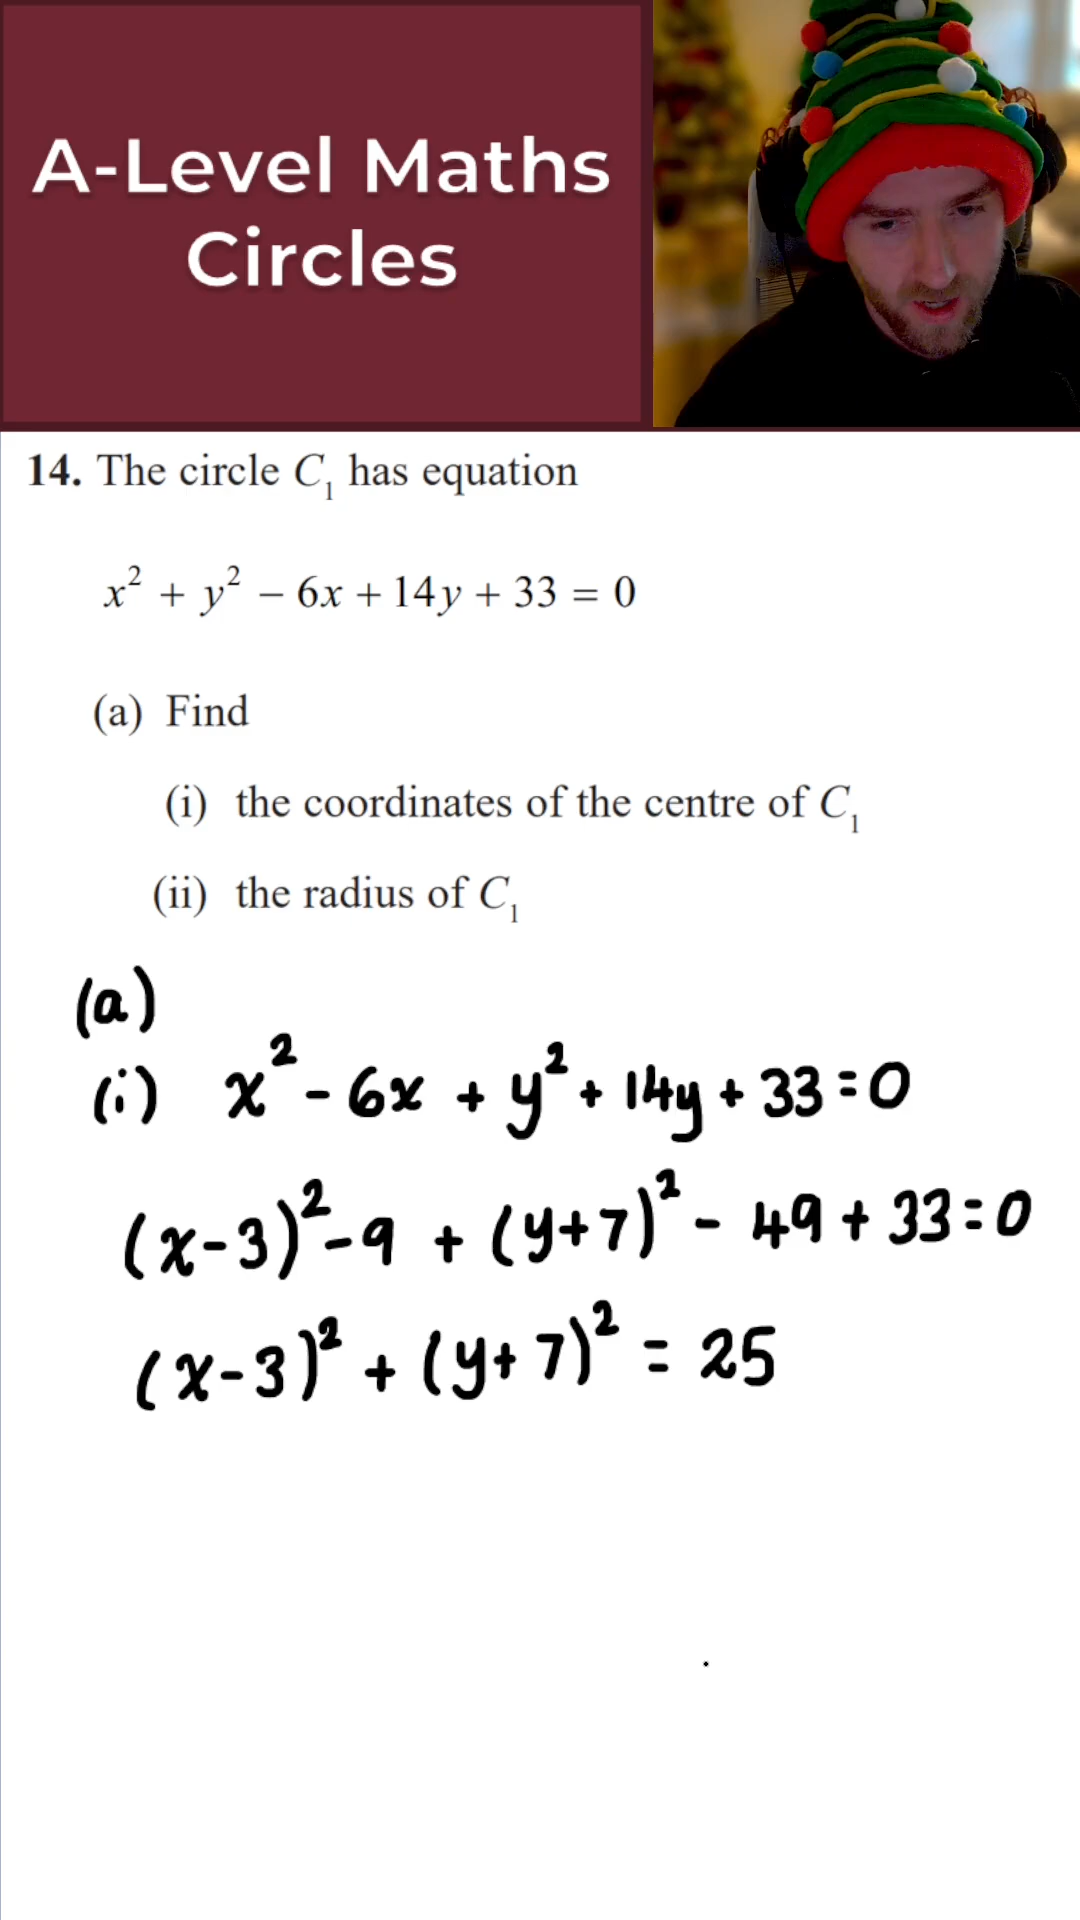 A-Level Maths
Circles
14. The circle C₁ has equation
x² + y² − 6x + 14y + 33 = 0
(a) Find
(i) the coordinates of the centre of C₁
(ii) the radius of C₁
(a)
(i) x² - 6x + y² + 14y + 33 = 0
(x-3)² - 9 + (y+7)² - 49 + 33 = 0
(x-3)² + (y+7)² = 25